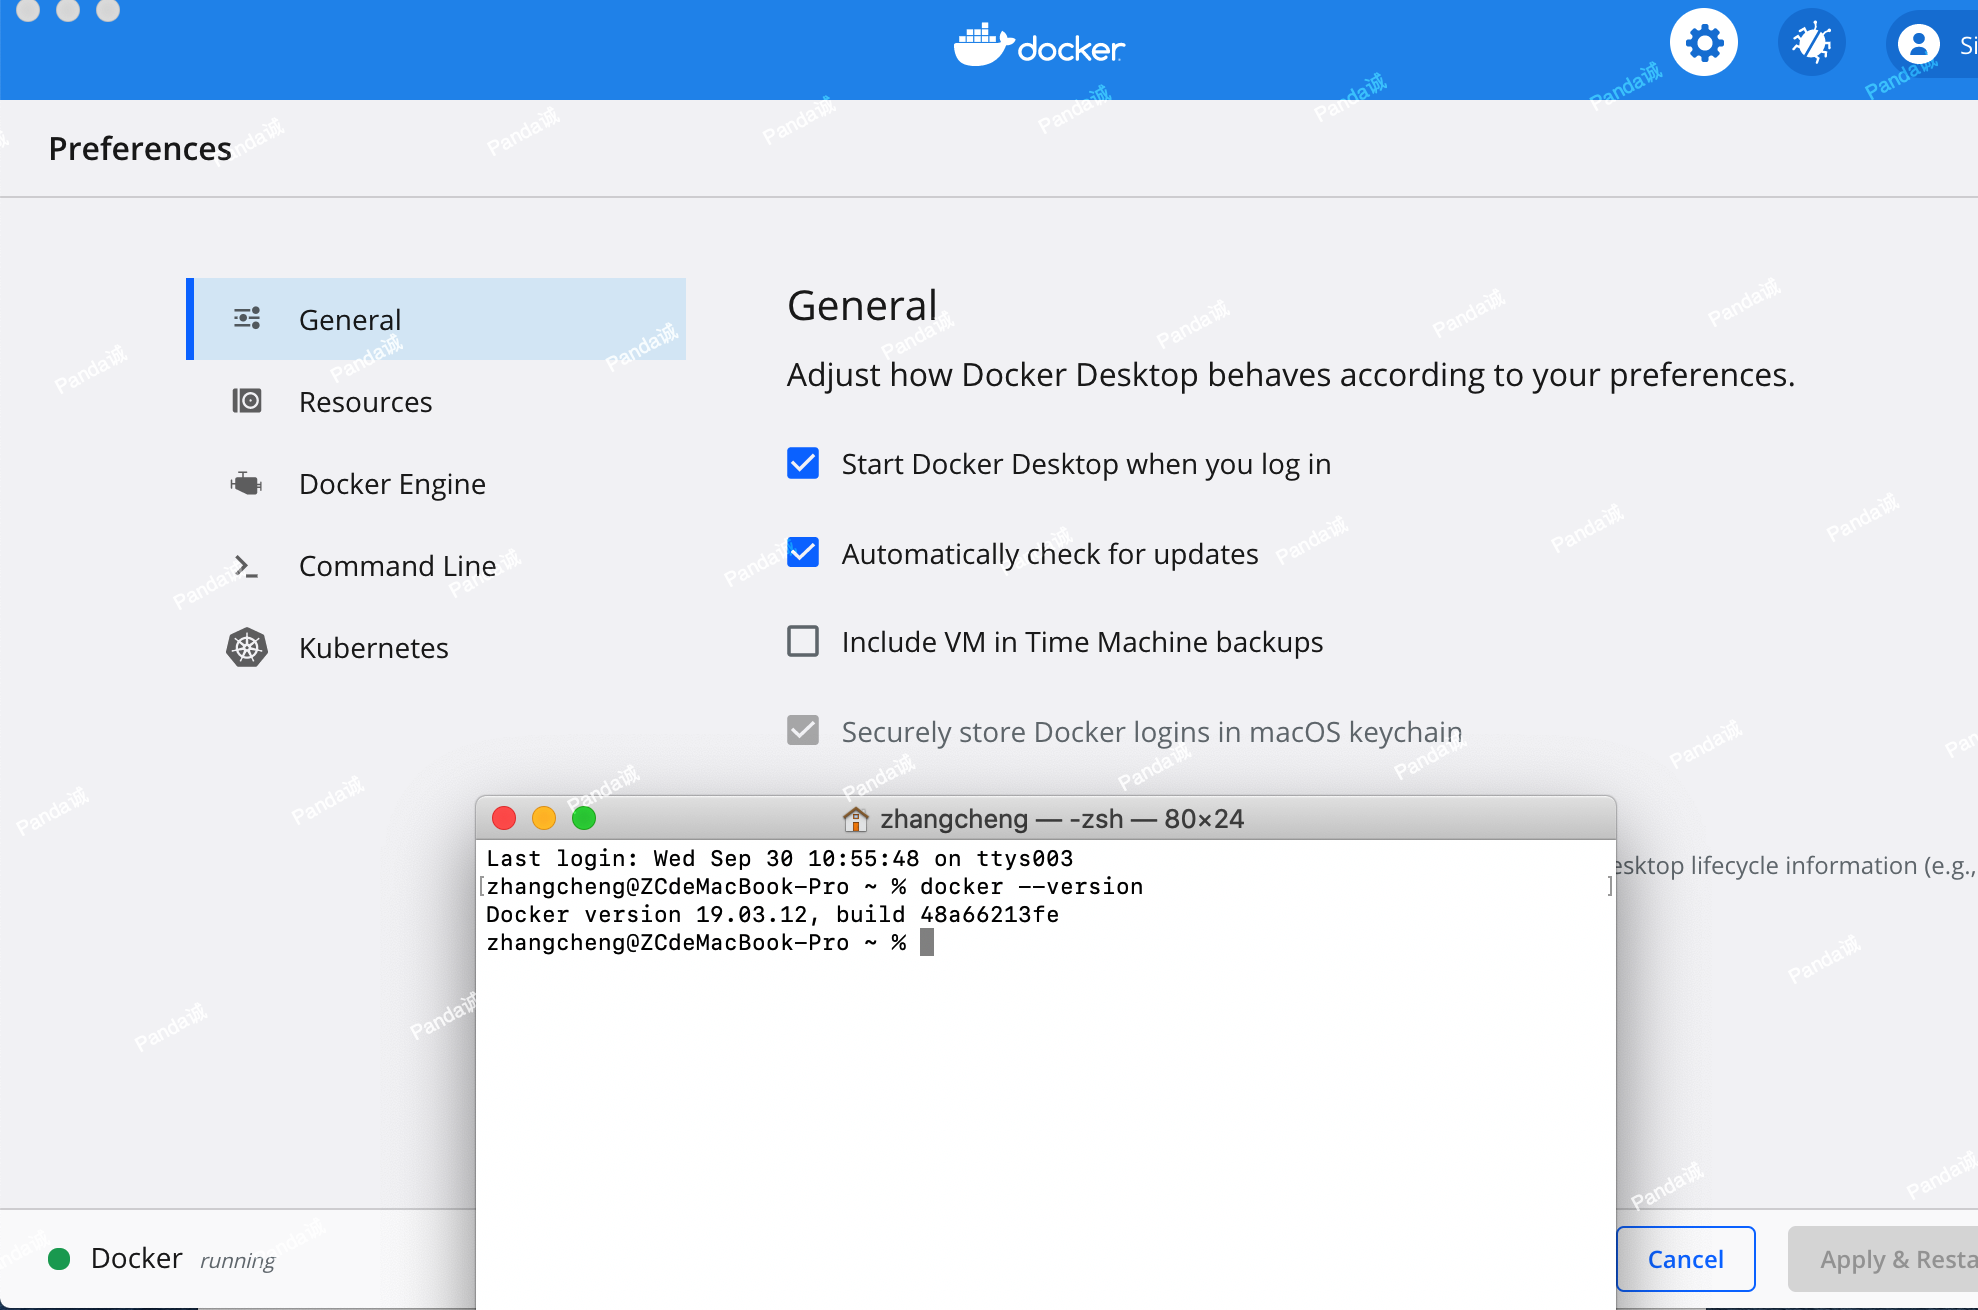 docker
Si
Preferences
General
Resources
Docker Engine
Command Line
Kubernetes
General
Adjust how Docker Desktop behaves according to your preferences.
Start Docker Desktop when you log in
Automatically check for updates
Include VM in Time Machine backups
Securely store Docker logins in macOS keychain
esktop lifecycle information (e.g.,
zhangcheng — -zsh — 80×24
Last login: Wed Sep 30 10:55:48 on ttys003
[zhangcheng@ZCdeMacBook-Pro ~ % docker --version ]
Docker version 19.03.12, build 48a66213fe
zhangcheng@ZCdeMacBook-Pro ~ %
Docker running
Cancel
Apply & Resta
Panda诚